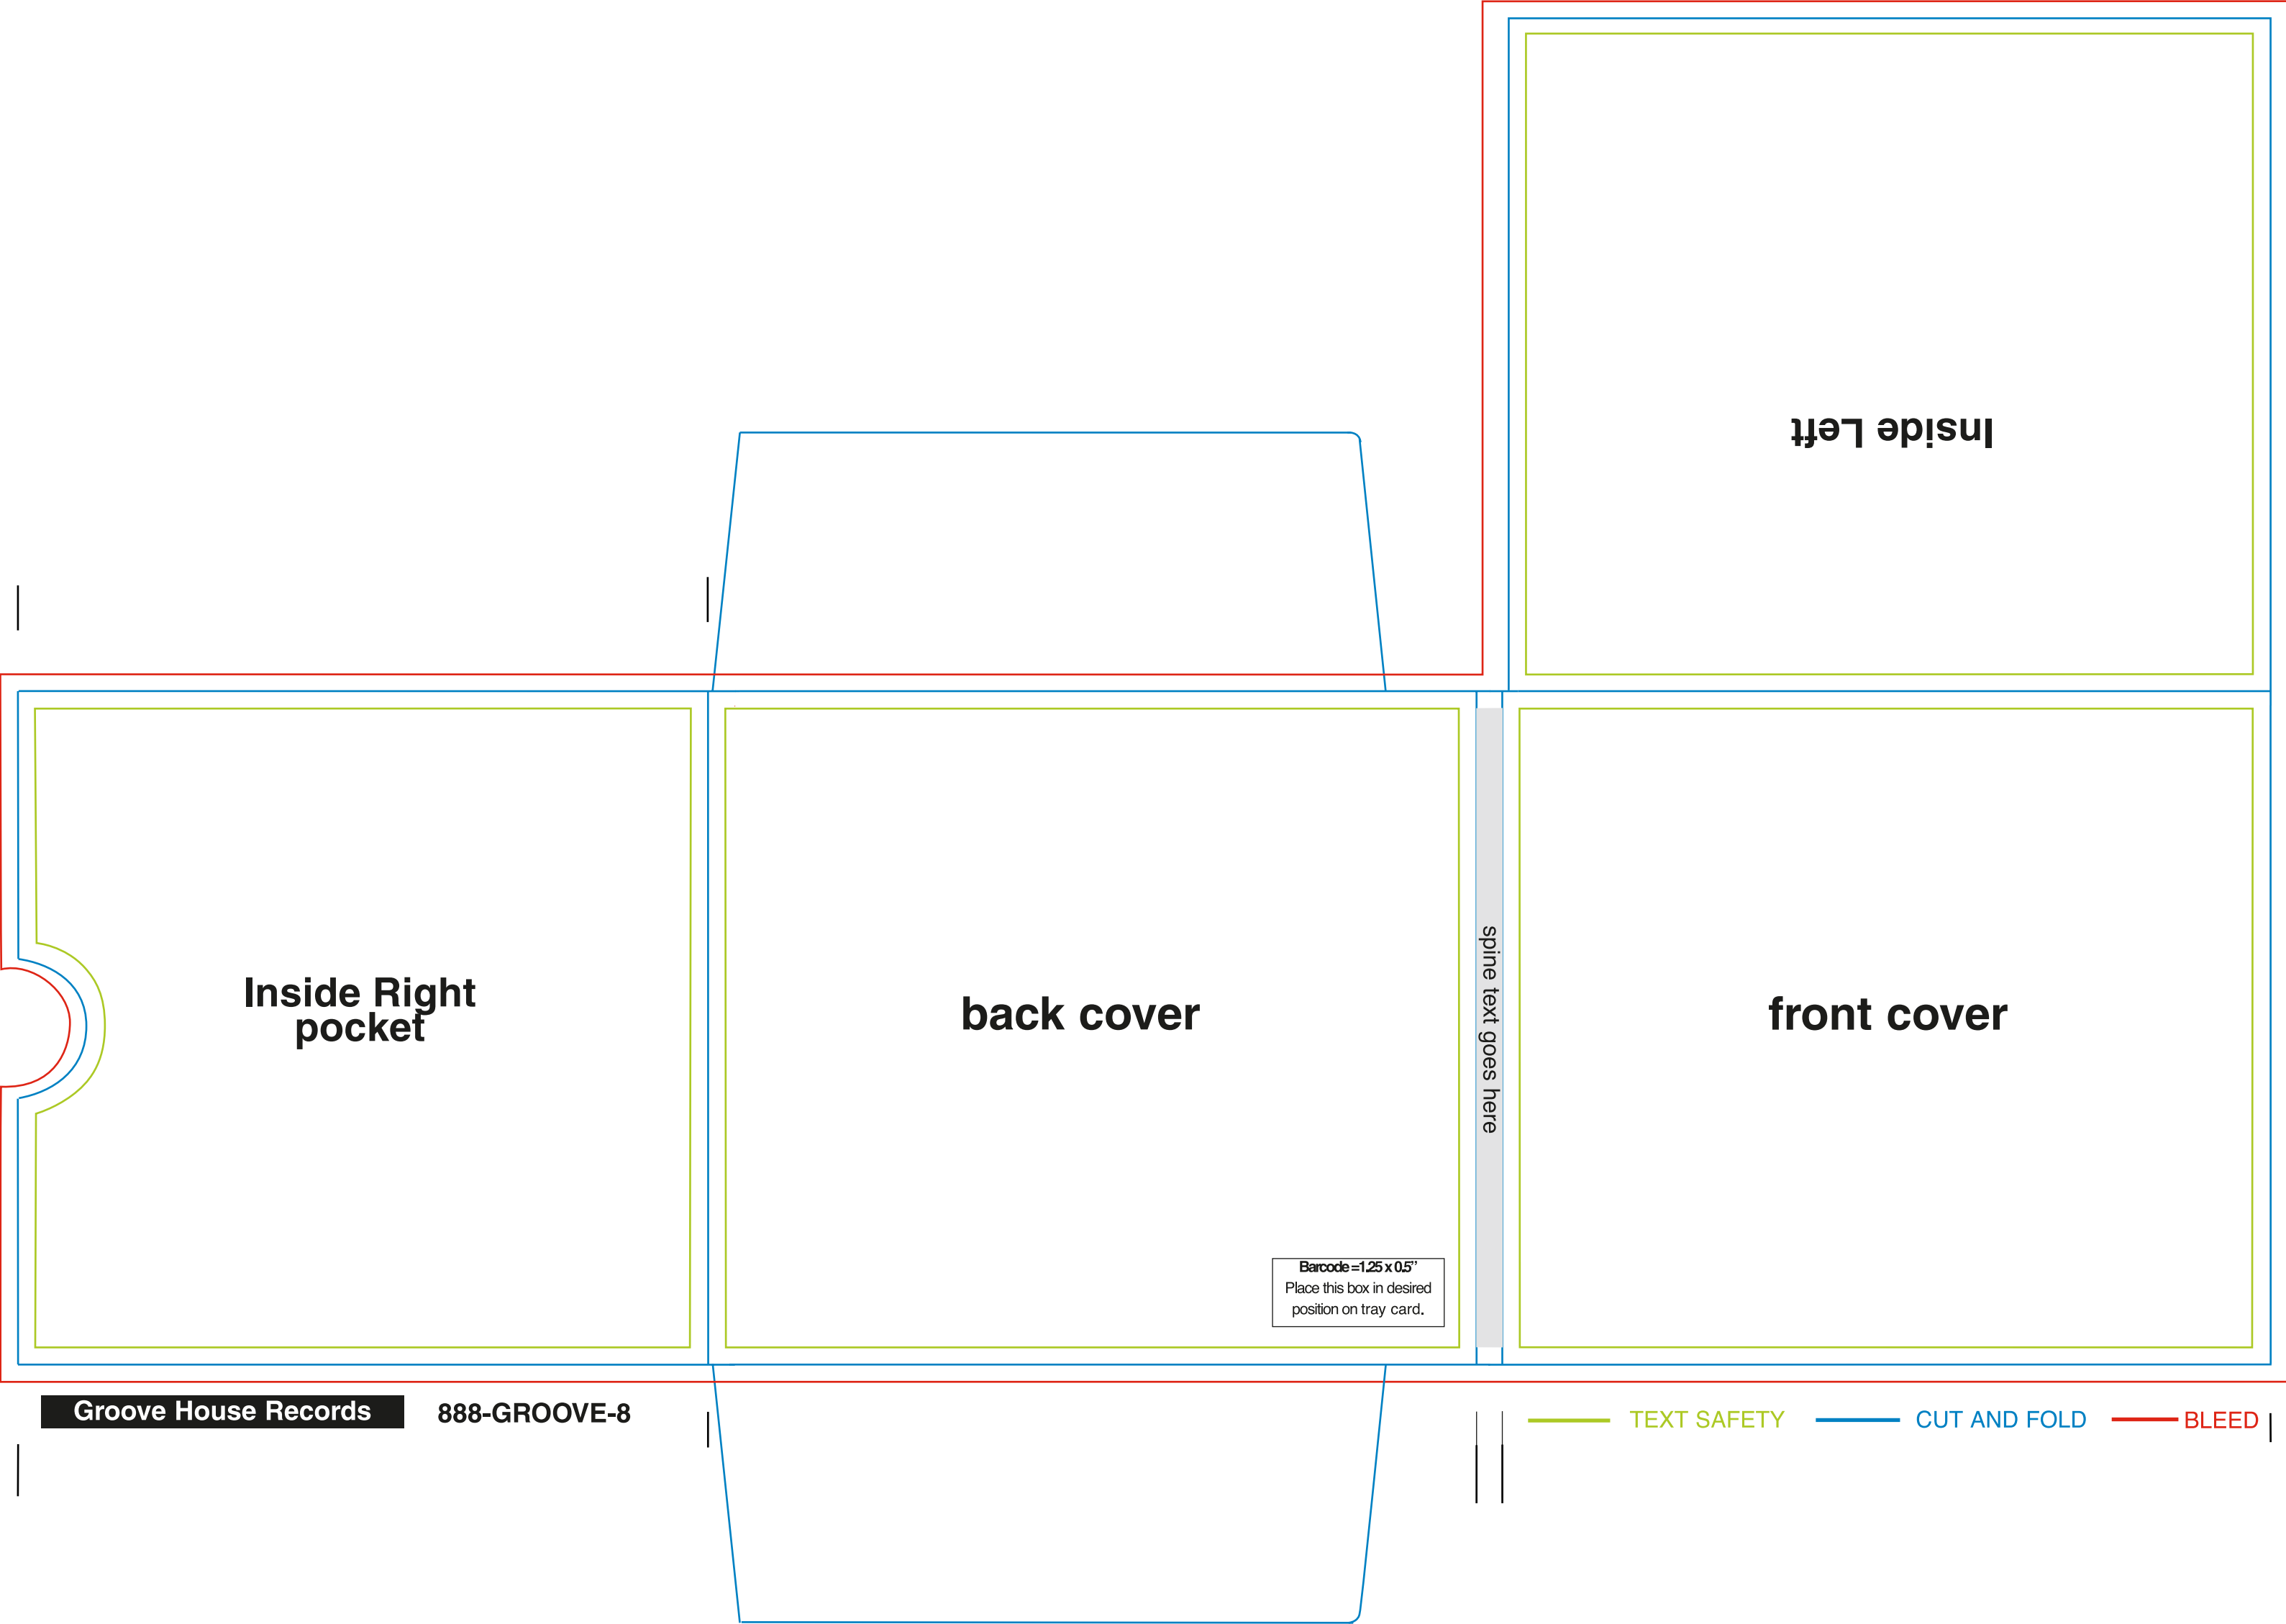 Inside Left
Inside Right
pocket
back cover
spine text goes here
front cover
Barcode =1.25 x 0.5’’
Place this box in desired
position on tray card.
Groove House Records
888-GROOVE-8
TEXT SAFETY
CUT AND FOLD
BLEED